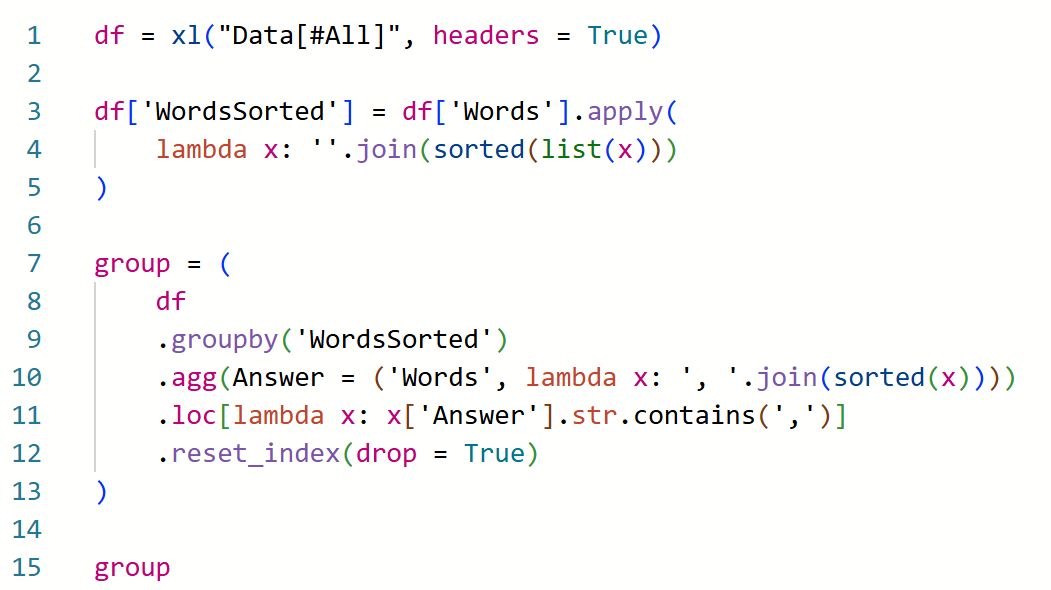 1 df = xl("Data[#All]", headers = True)
2
3 df['WordsSorted'] = df['Words'].apply(
4     lambda x: ''.join(sorted(list(x)))
5 )
6
7 group = (
8     df
9     .groupby('WordsSorted')
10     .agg(Answer = ('Words', lambda x: ', '.join(sorted(x))))
11     .loc[lambda x: x['Answer'].str.contains(',')]
12     .reset_index(drop = True)
13 )
14
15 group